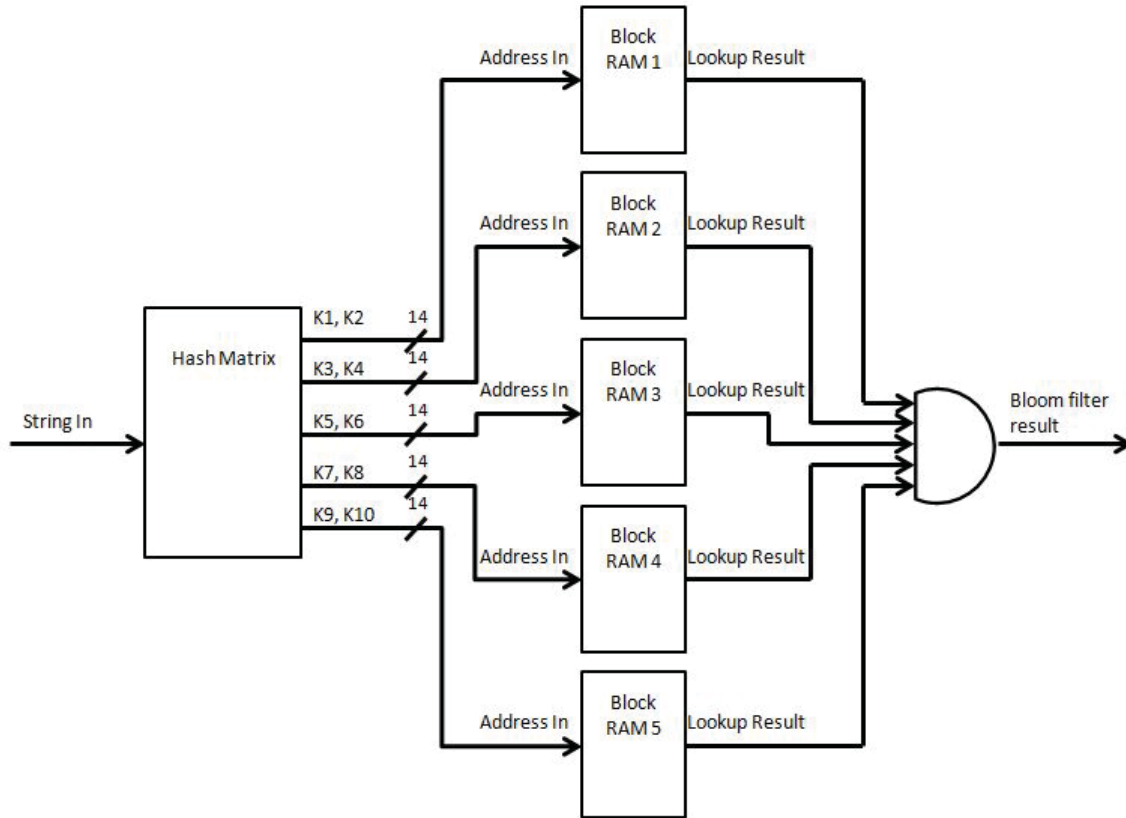 Block
RAM 1
Address In
Lookup Result
Block
RAM 2
Address In
Lookup Result
Hash Matrix
K1, K2
14
K3, K4
14
K5, K6
14
K7, K8
14
K9, K10
14
String In
Block
RAM 3
Address In
Lookup Result
Bloom filter
result
Block
RAM 4
Address In
Lookup Result
Block
RAM 5
Address In
Lookup Result